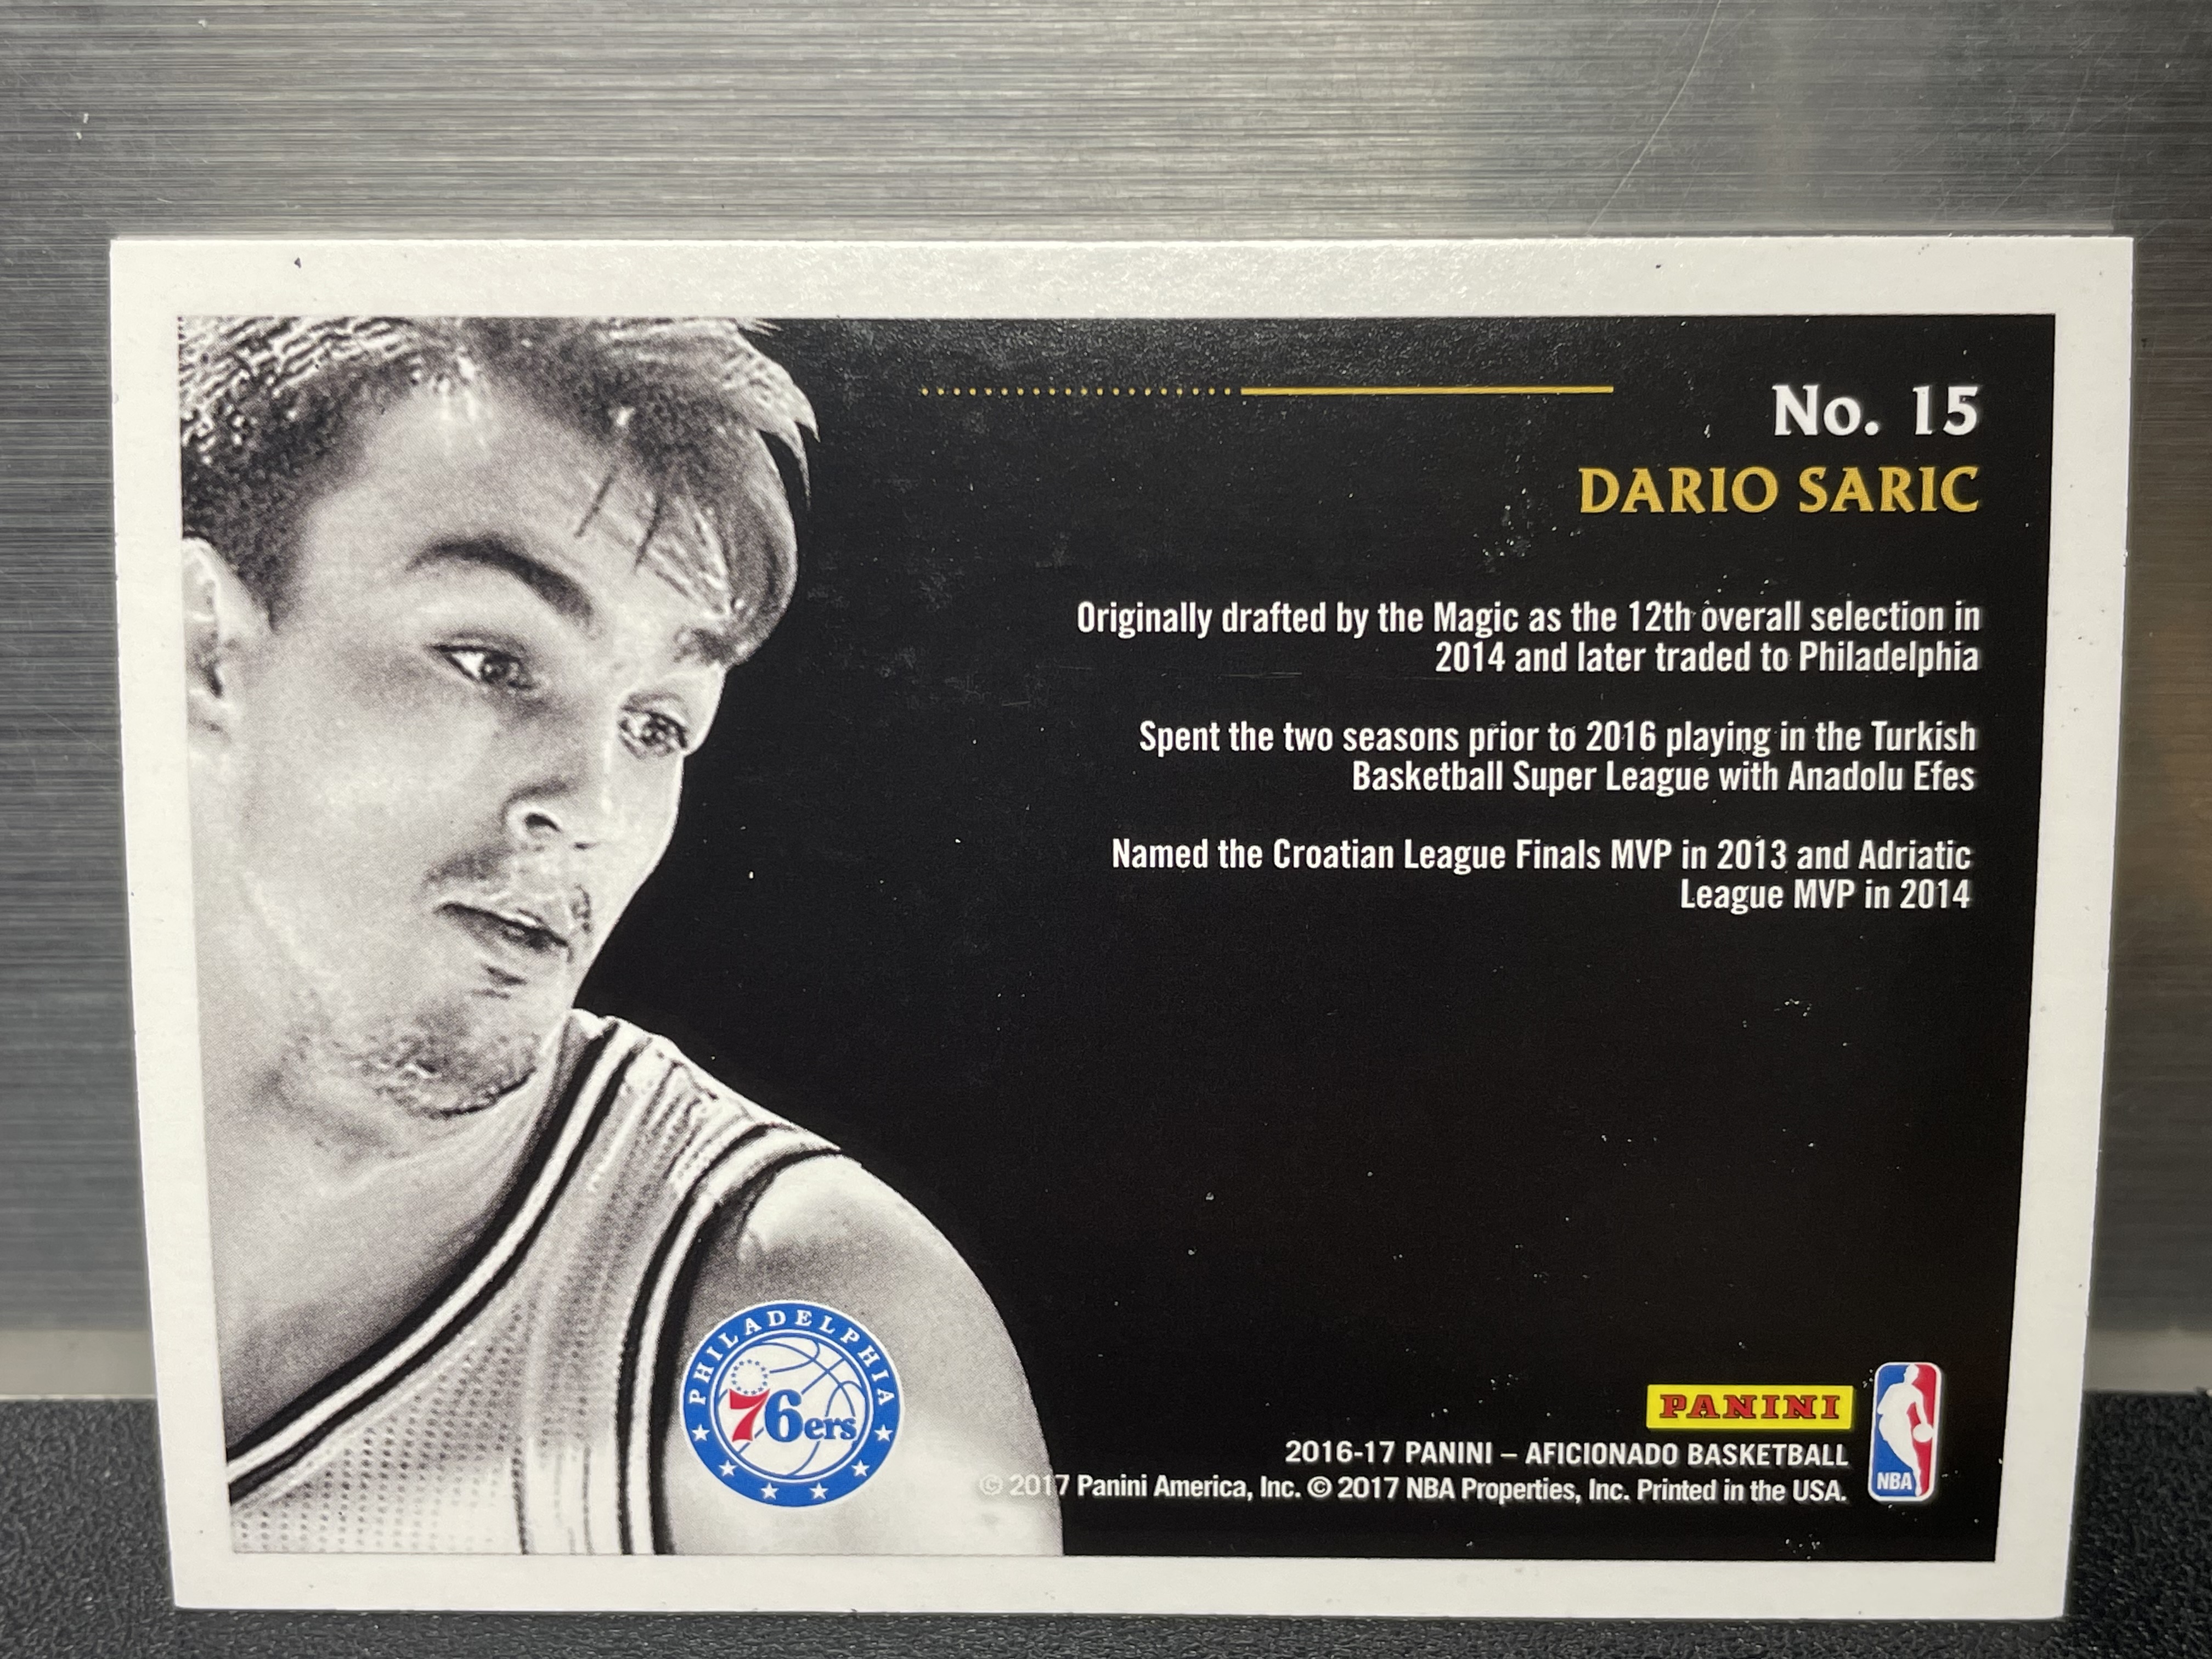 No. 15
DARIO SARIC
Originally drafted by the Magic as the 12th overall selection in
2014 and later traded to Philadelphia
Spent the two seasons prior to 2016 playing in the Turkish
Basketball Super League with Anadolu Efes
Named the Croatian League Finals MVP in 2013 and Adriatic
League MVP in 2014
PHILADELPHIA
76ers
PANINI
2016-17 PANINI – AFICIONADO BASKETBALL
© 2017 Panini America, Inc. © 2017 NBA Properties, Inc. Printed in the USA.
NBA